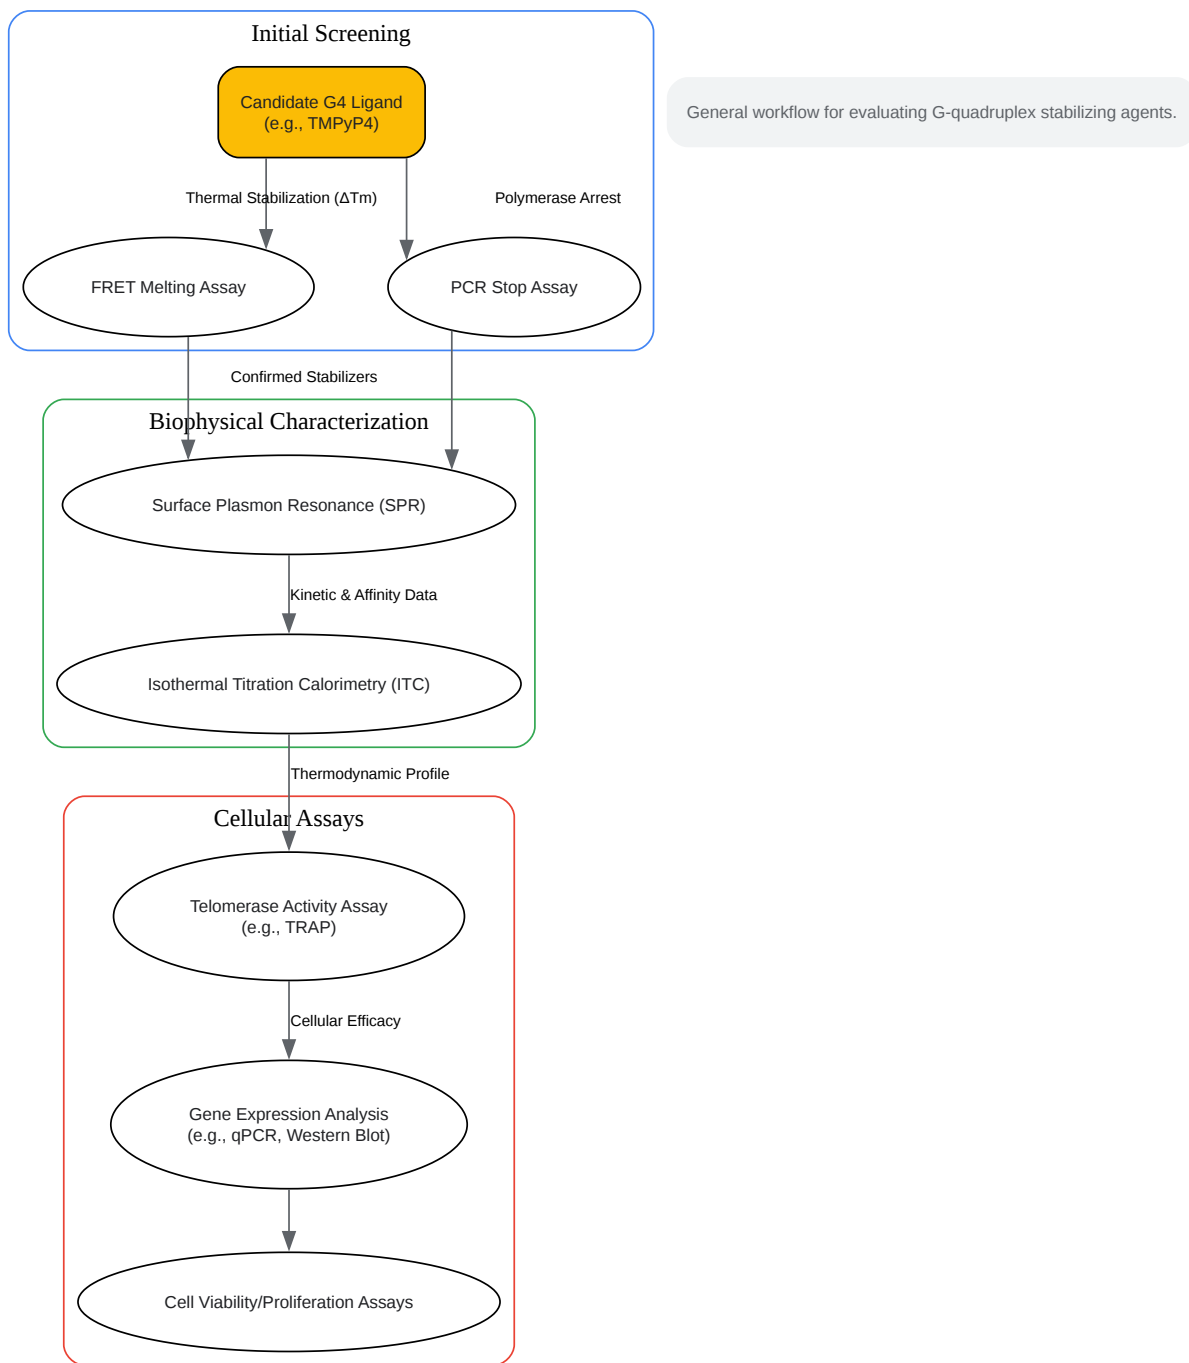 Initial Screening
Candidate G4 Ligand
(e.g., TMPyP4)
General workflow for evaluating G-quadruplex stabilizing agents.
Thermal Stabilization (ΔTm)
Polymerase Arrest
FRET Melting Assay
PCR Stop Assay
Confirmed Stabilizers
Biophysical Characterization
Surface Plasmon Resonance (SPR)
Kinetic & Affinity Data
Isothermal Titration Calorimetry (ITC)
Thermodynamic Profile
Cellular Assays
Telomerase Activity Assay
(e.g., TRAP)
Cellular Efficacy
Gene Expression Analysis
(e.g., qPCR, Western Blot)
Cell Viability/Proliferation Assays